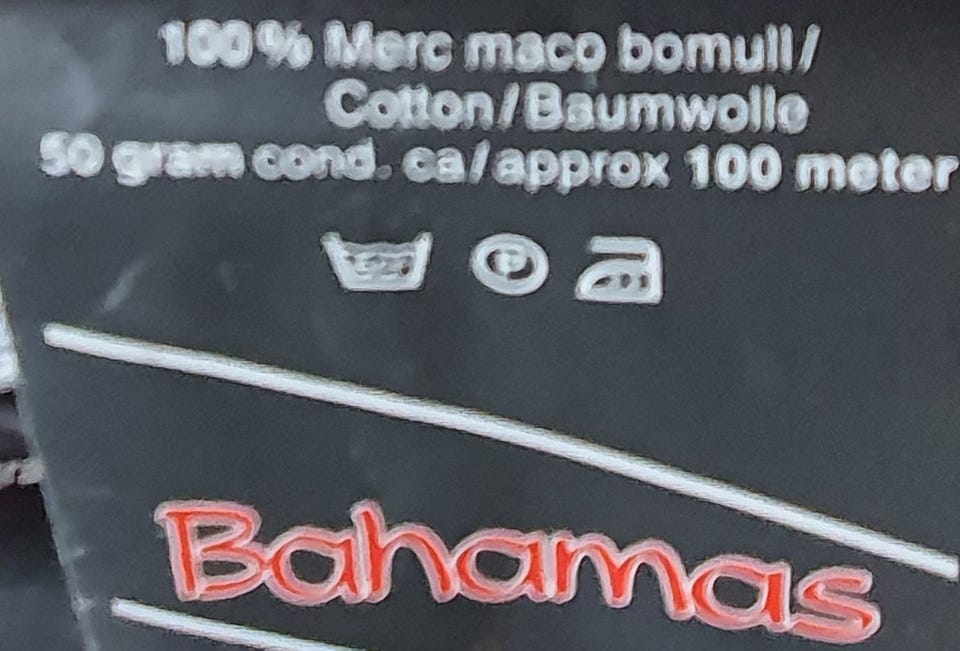 100% Merc maco bomull/
Cotton/Baumwolle
50 gram cond. ca/approx 100 meter
P
Bahamas